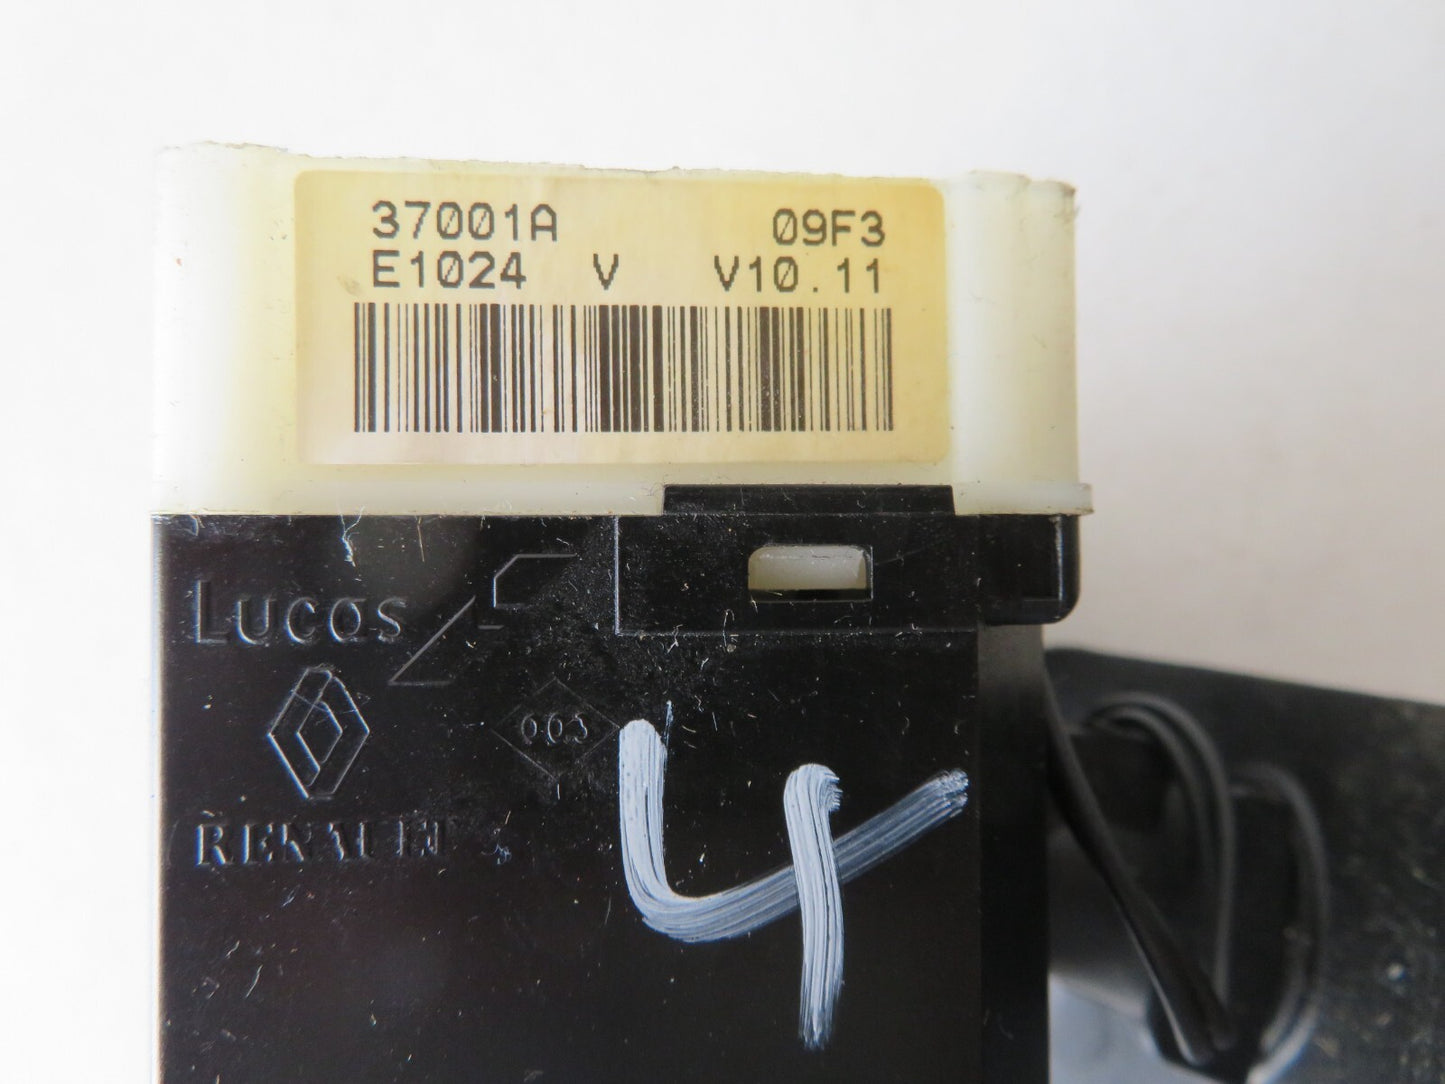 37001A 09F3
E1024 V V10.11
Lucas
003
RENAULT
4